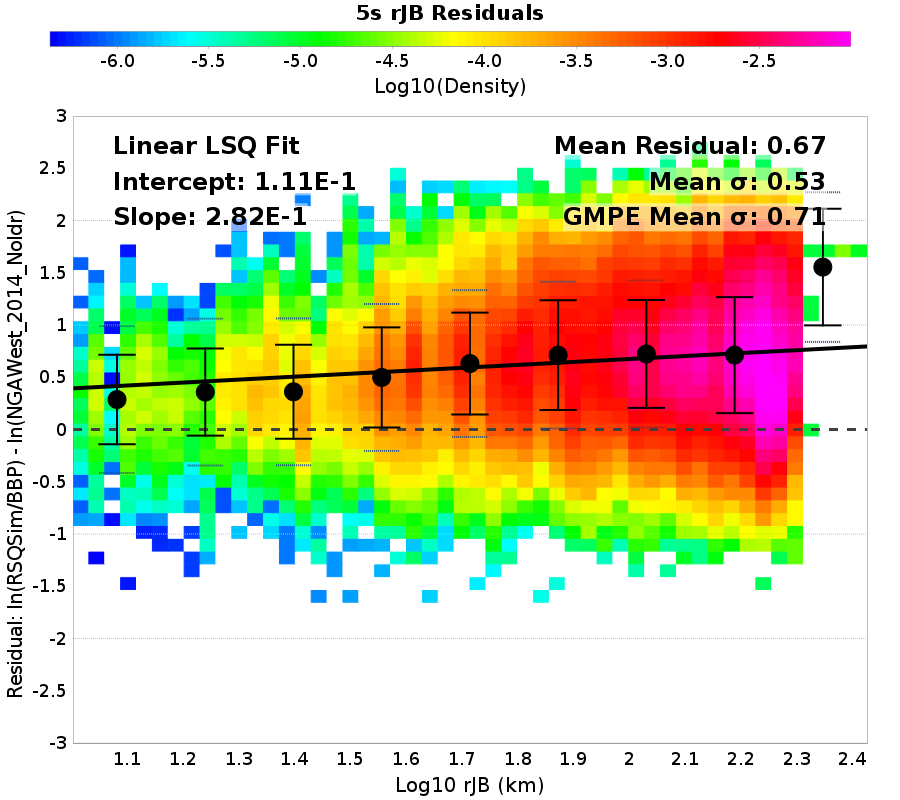 5s rJB Residuals
-6.0 -5.5 -5.0 -4.5 -4.0 -3.5 -3.0 -2.5
Log10(Density)
Linear LSQ Fit
Intercept: 1.11E-1
Slope: 2.82E-1
Mean Residual: 0.67
Mean σ: 0.53
GMPE Mean σ: 0.71
Residual: ln(RSQSim/BBP) - ln(NGAWest_2014_NoIdr)
3
2.5
2
1.5
1
0.5
0
-0.5
-1
-1.5
-2
-2.5
-3
1.1 1.2 1.3 1.4 1.5 1.6 1.7 1.8 1.9 2 2.1 2.2 2.3 2.4
Log10 rJB (km)